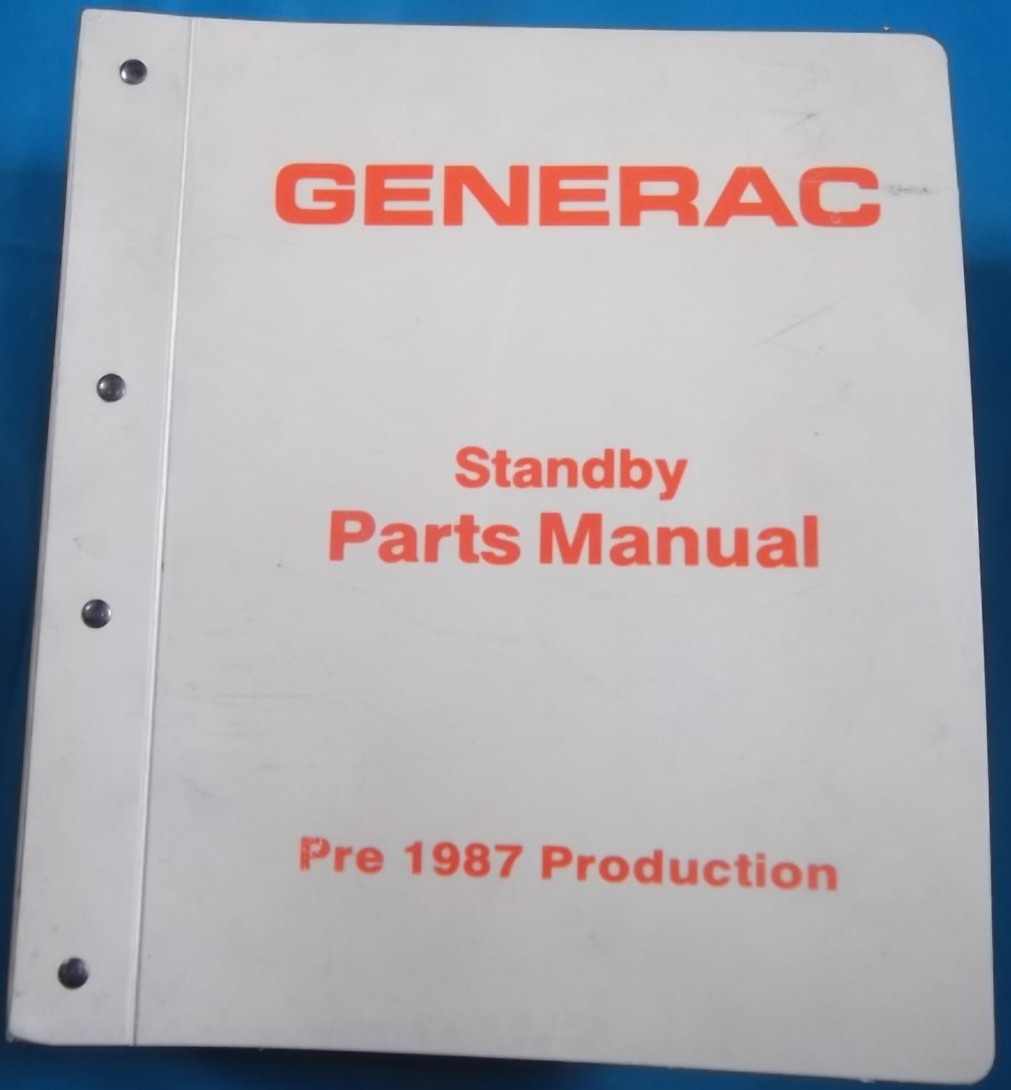 GENERAC
Standby
Parts Manual
Pre 1987 Production